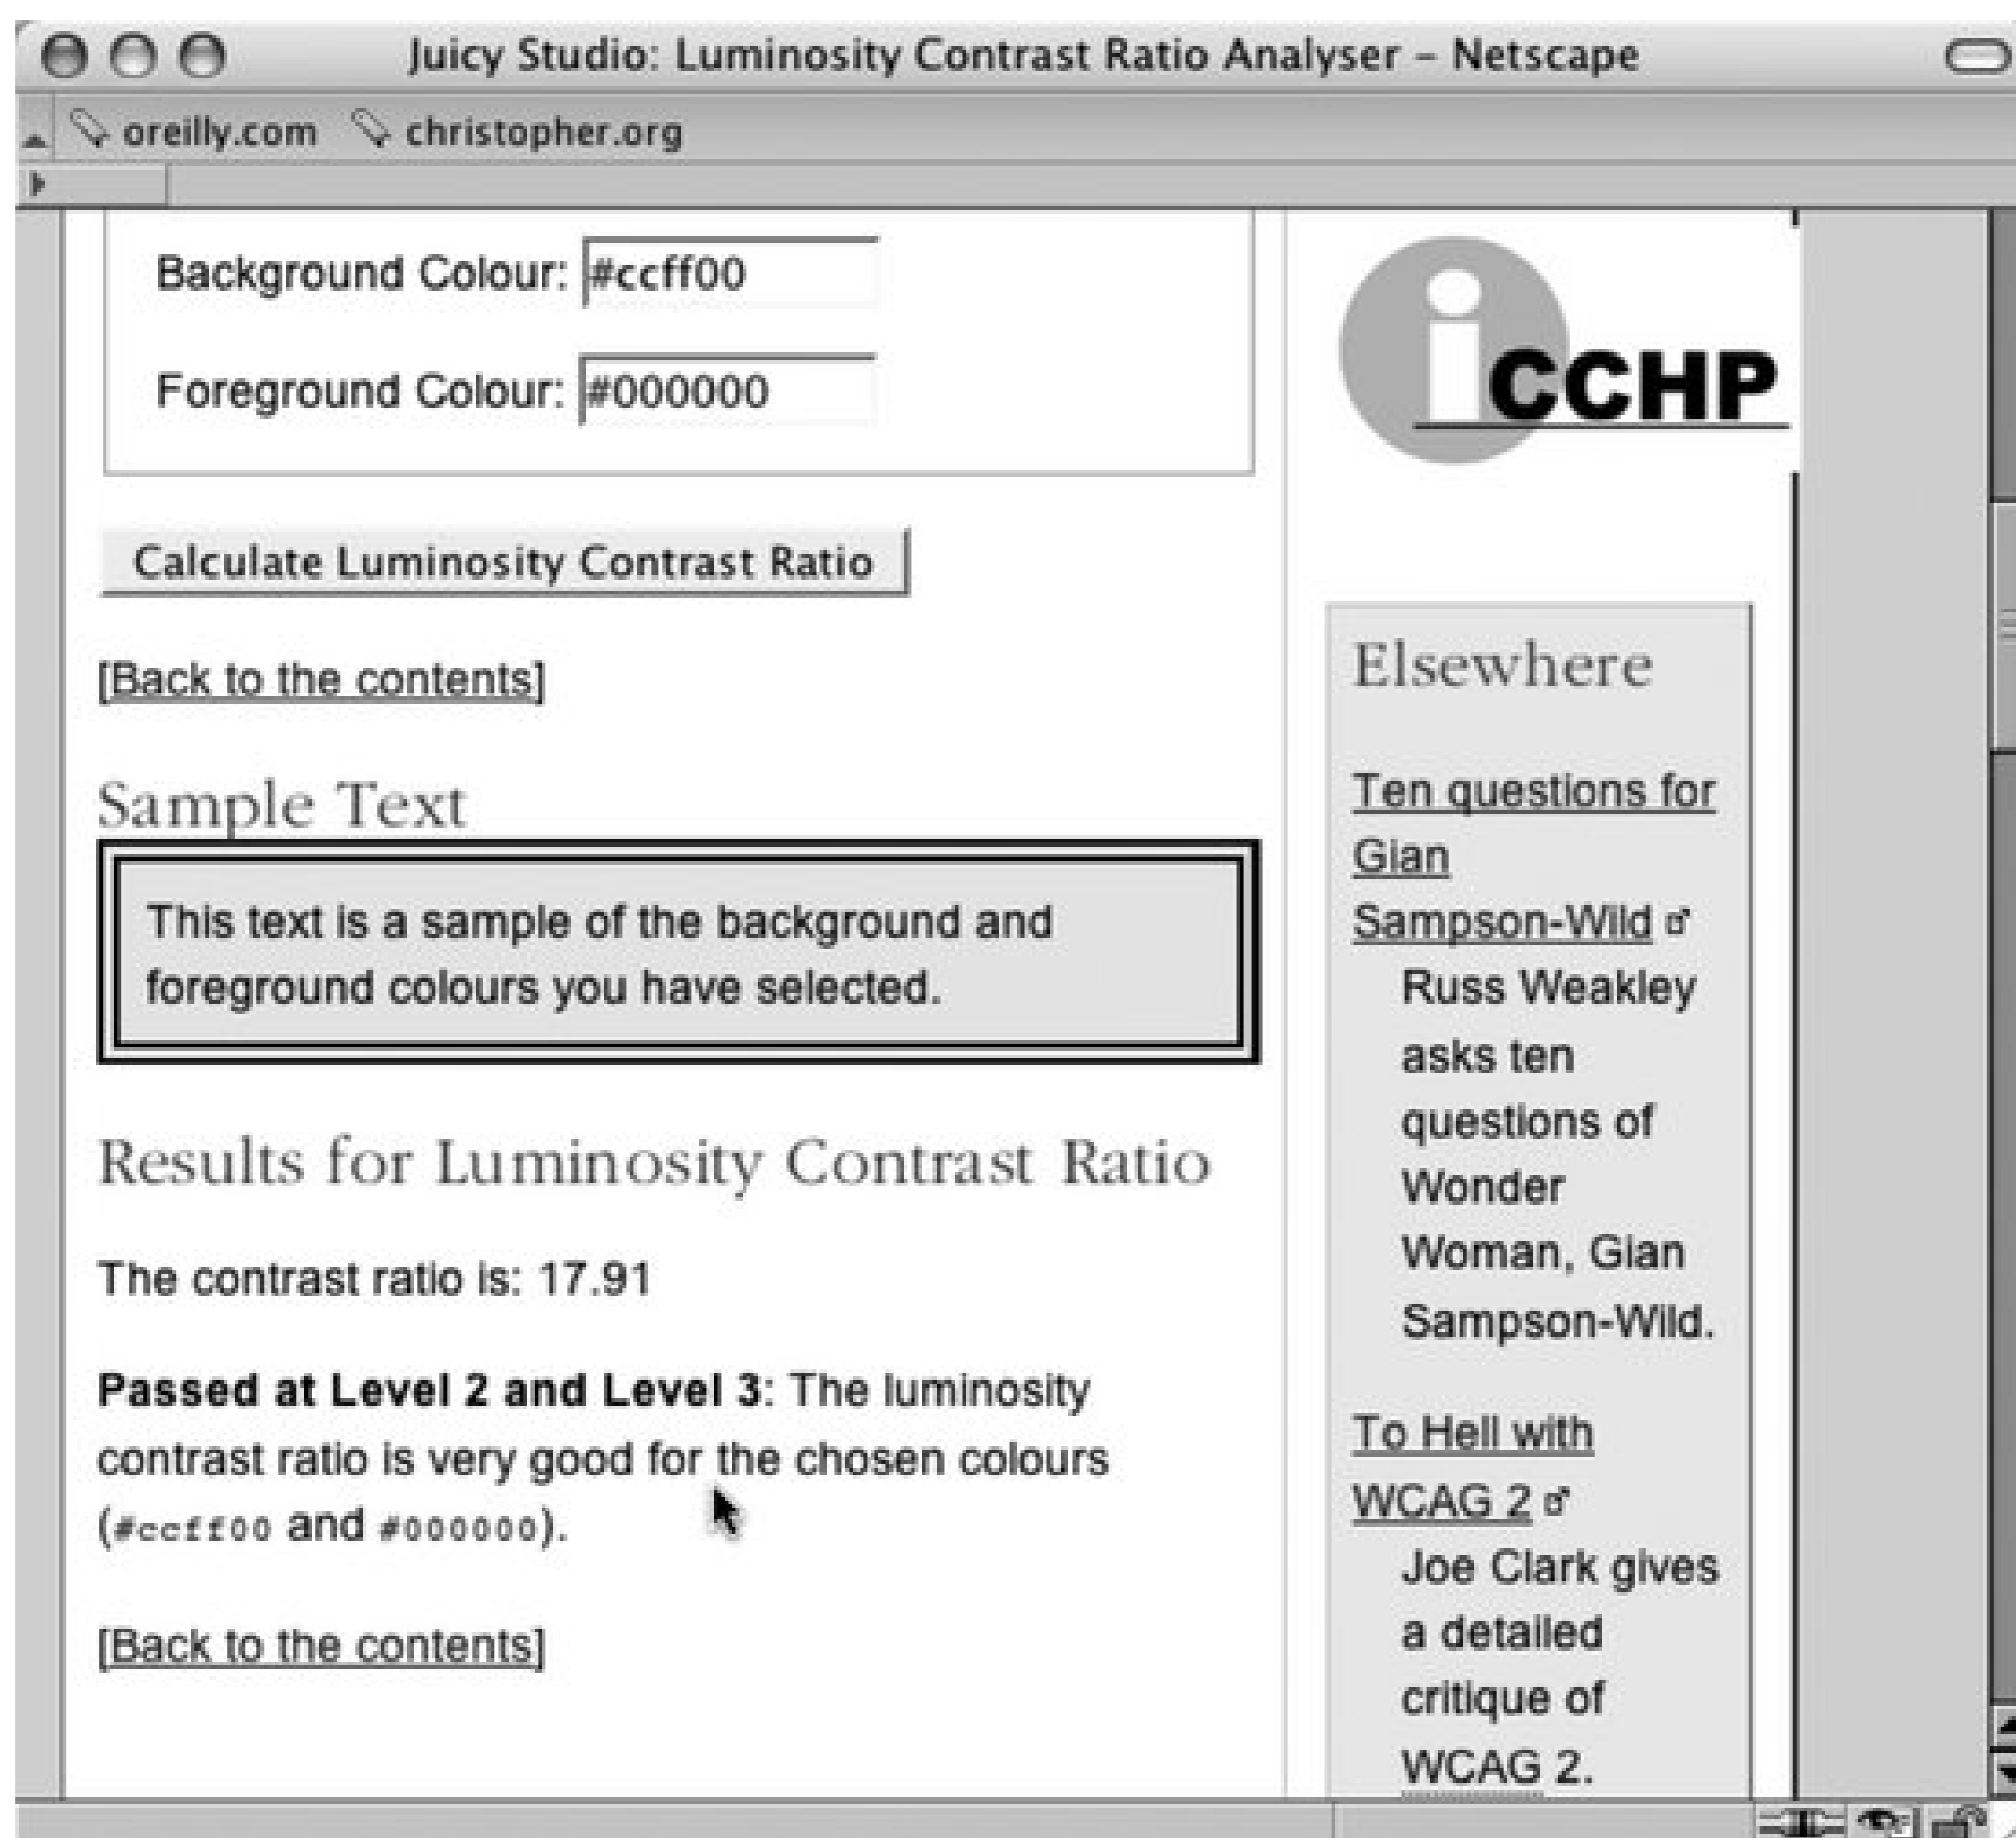 Juicy Studio: Luminosity Contrast Ratio Analyser – Netscape
oreilly.com christopher.org
Background Colour: #ccff00
Foreground Colour: #000000
Calculate Luminosity Contrast Ratio
[Back to the contents]
Sample Text
This text is a sample of the background and
foreground colours you have selected.
Results for Luminosity Contrast Ratio
The contrast ratio is: 17.91
Passed at Level 2 and Level 3: The luminosity
contrast ratio is very good for the chosen colours
(#ccff00 and #000000).
[Back to the contents]
iCCHP
Elsewhere
Ten questions for
Gian
Sampson-Wild
Russ Weakley
asks ten
questions of
Wonder
Woman, Gian
Sampson-Wild.
To Hell with
WCAG 2
Joe Clark gives
a detailed
critique of
WCAG 2.